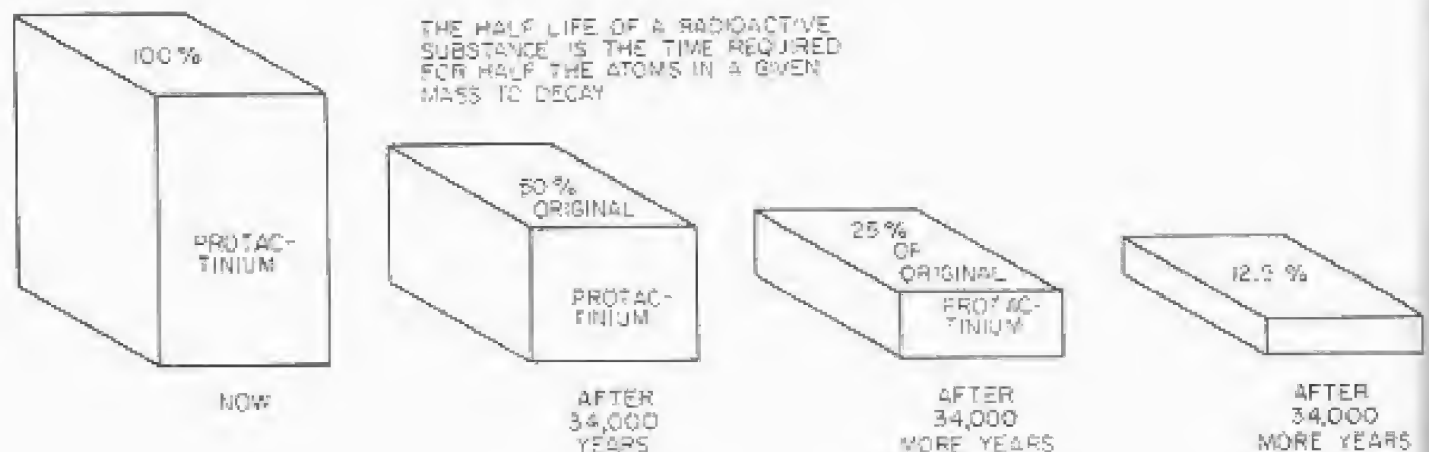 THE HALF LIFE OF A RADIOACTIVE
SUBSTANCE IS THE TIME REQUIRED
FOR HALF THE ATOMS IN A GIVEN
MASS TO DECAY
100 %
PROTAC-
TINIUM
NOW
50 %
ORIGINAL
PROTAC-
TINIUM
AFTER
34,000
YEARS
25 %
OF
ORIGINAL
PROTAC-
TINIUM
AFTER
34,000
MORE YEARS
12.5 %
AFTER
34,000
MORE YEARS